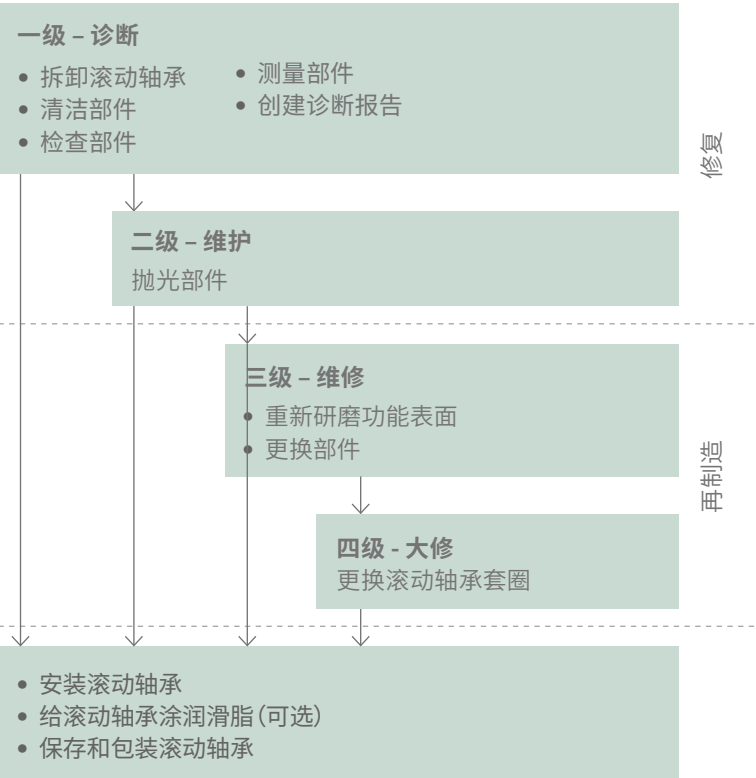 一级 – 诊断
• 拆卸滚动轴承
• 清洁部件
• 检查部件
• 测量部件
• 创建诊断报告
修复
二级 – 维护
抛光部件
三级 – 维修
• 重新研磨功能表面
• 更换部件
再制造
四级 - 大修
更换滚动轴承套圈
• 安装滚动轴承
• 给滚动轴承涂润滑脂(可选)
• 保存和包装滚动轴承